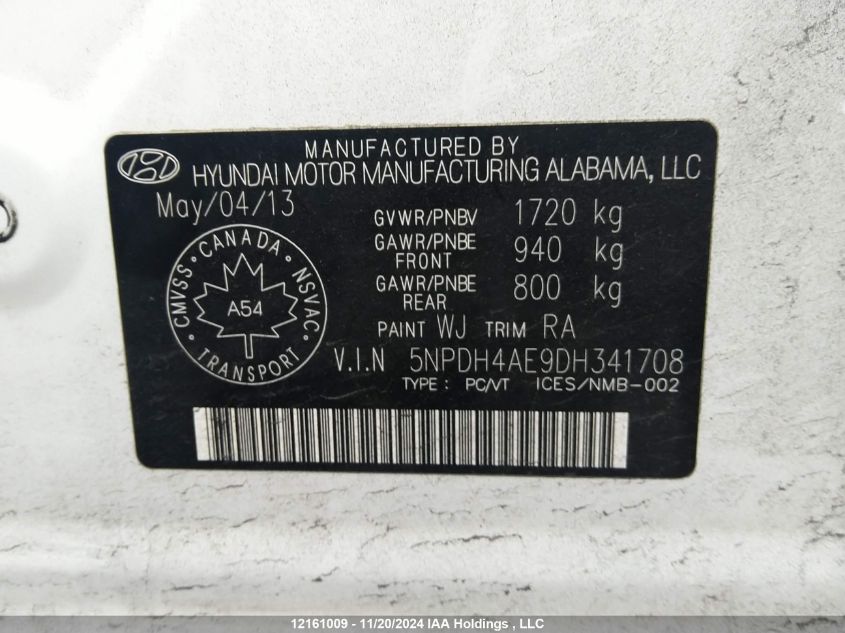 MANUFACTURED BY
HYUNDAI MOTOR MANUFACTURING ALABAMA, LLC
May/04/13
GVWR/PNBV 1720 kg
GAWR/PNBE FRONT 940 kg
GAWR/PNBE REAR 800 kg
CMVSS • CANADA • NSVAC • TRANSPORT •
A54
PAINT WJ TRIM RA
V.I.N 5NPDH4AE9DH341708
TYPE : PC/VT ICES/NMB-002
12161009 - 11/20/2024 IAA Holdings , LLC